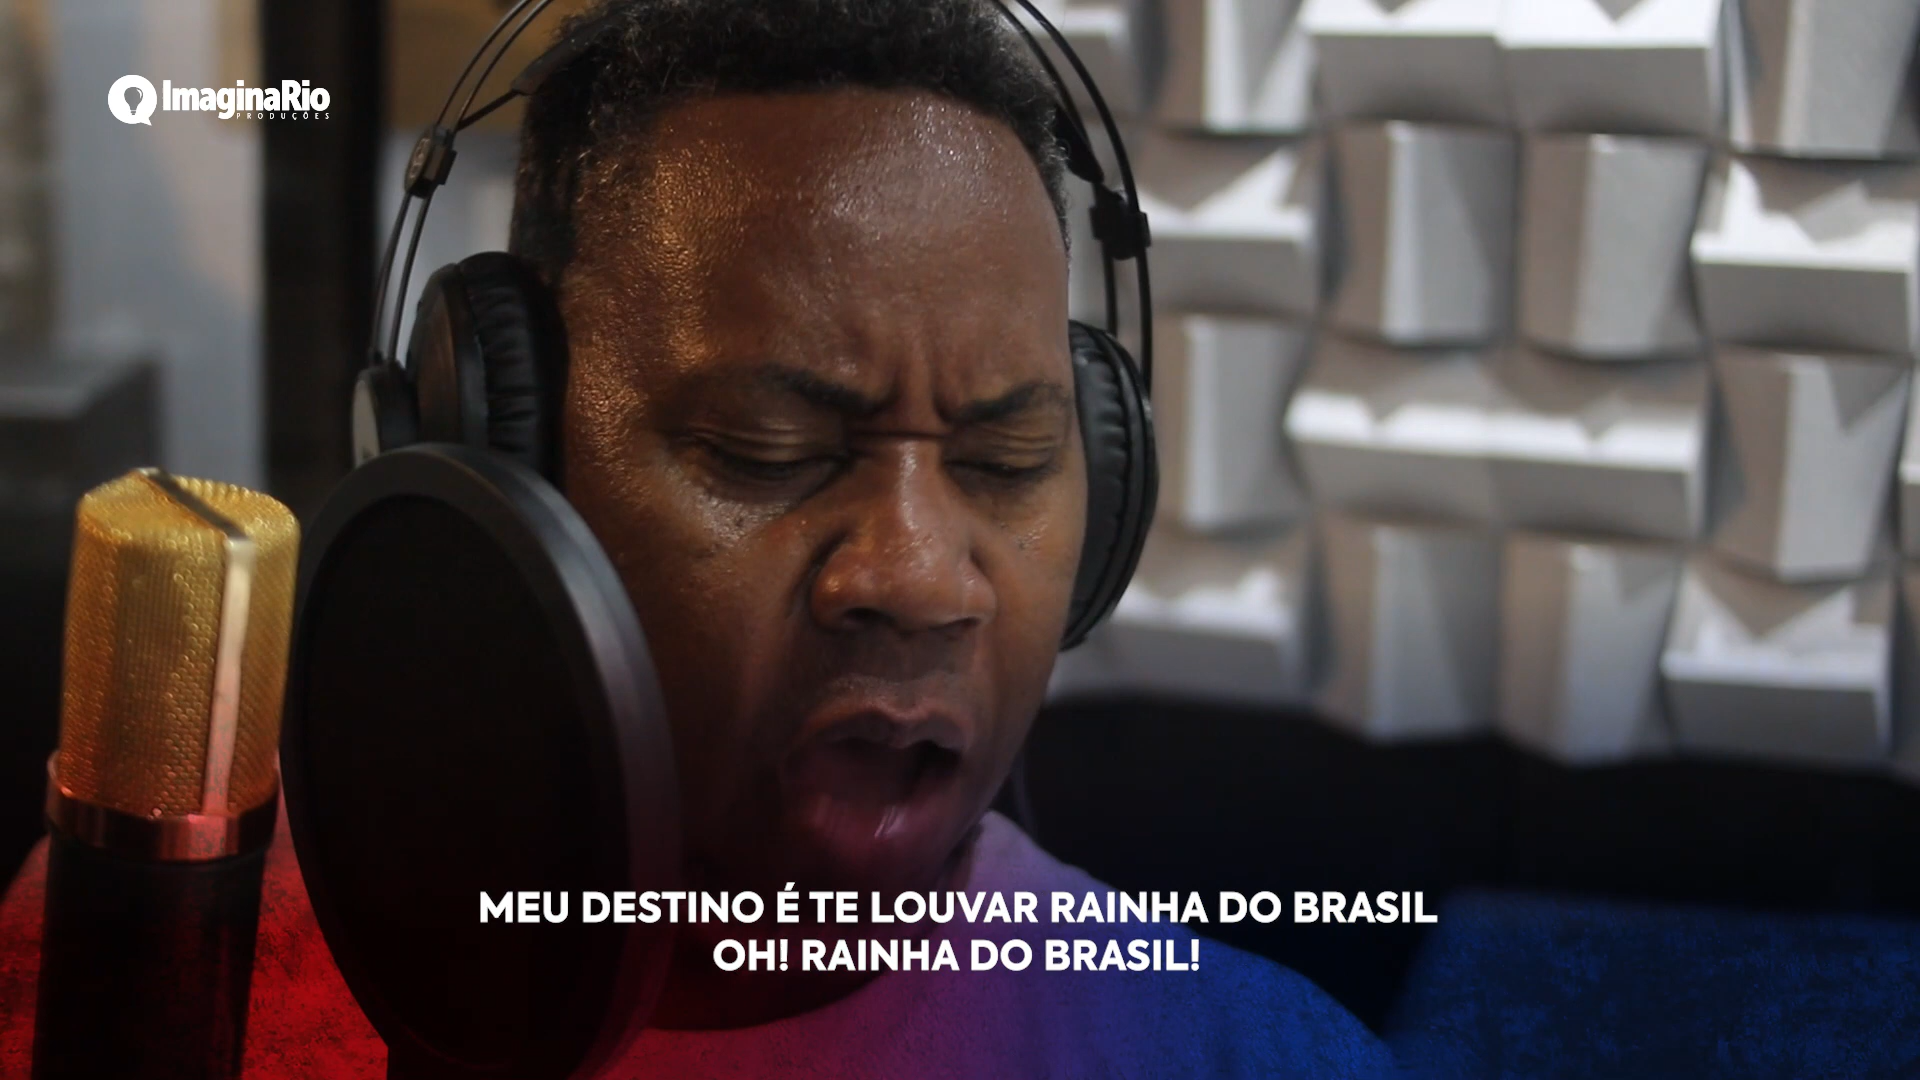 ImaginaRio
PRODUÇÕES
MEU DESTINO É TE LOUVAR RAINHA DO BRASIL
OH! RAINHA DO BRASIL!